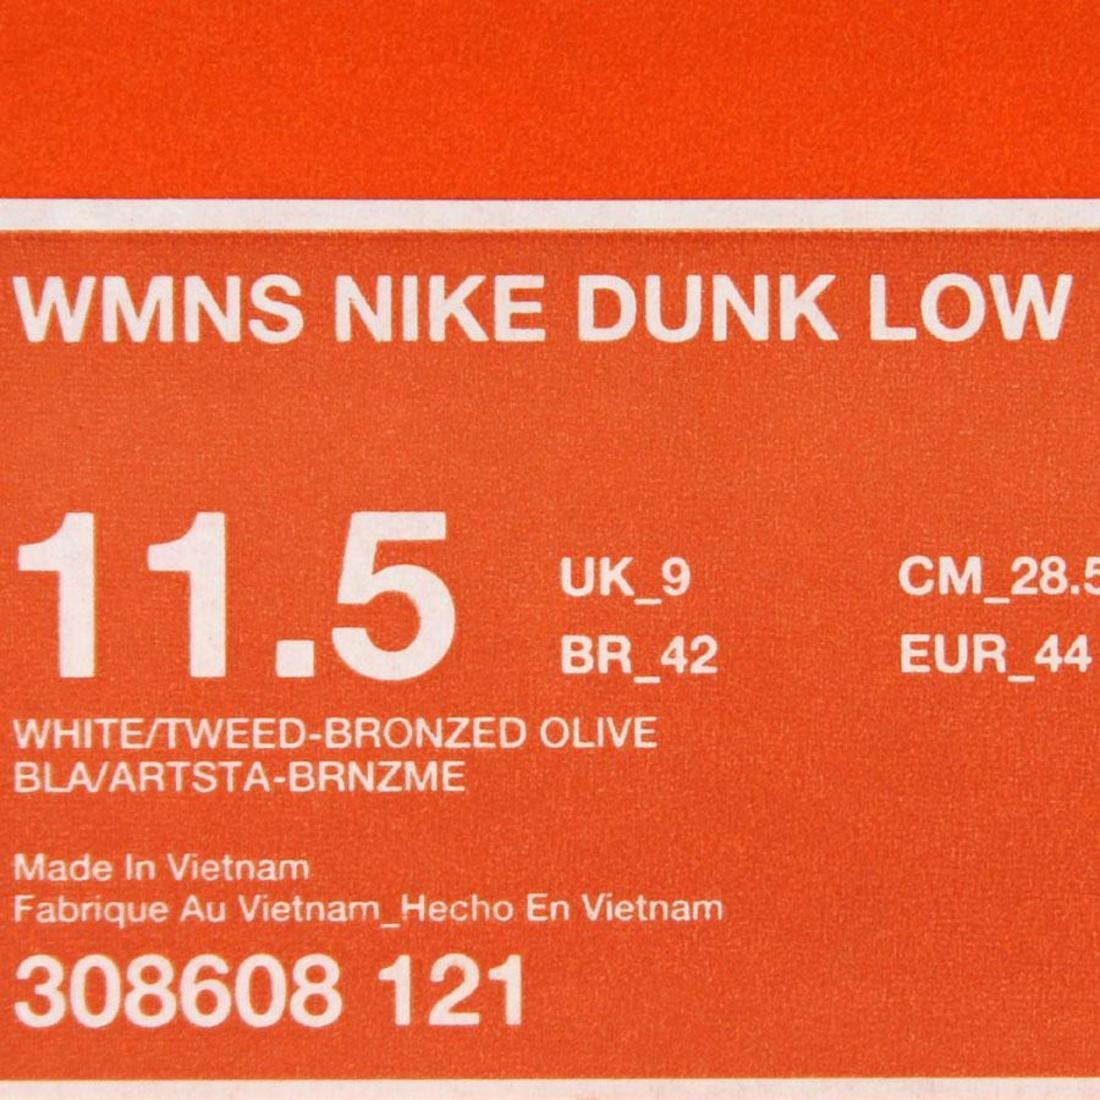 WMNS NIKE DUNK LOW
11.5
UK_9 CM_28.5
BR_42 EUR_44
WHITE/TWEED-BRONZED OLIVE
BLA/ARTSTA-BRNZME
Made In Vietnam
Fabrique Au Vietnam_Hecho En Vietnam
308608 121